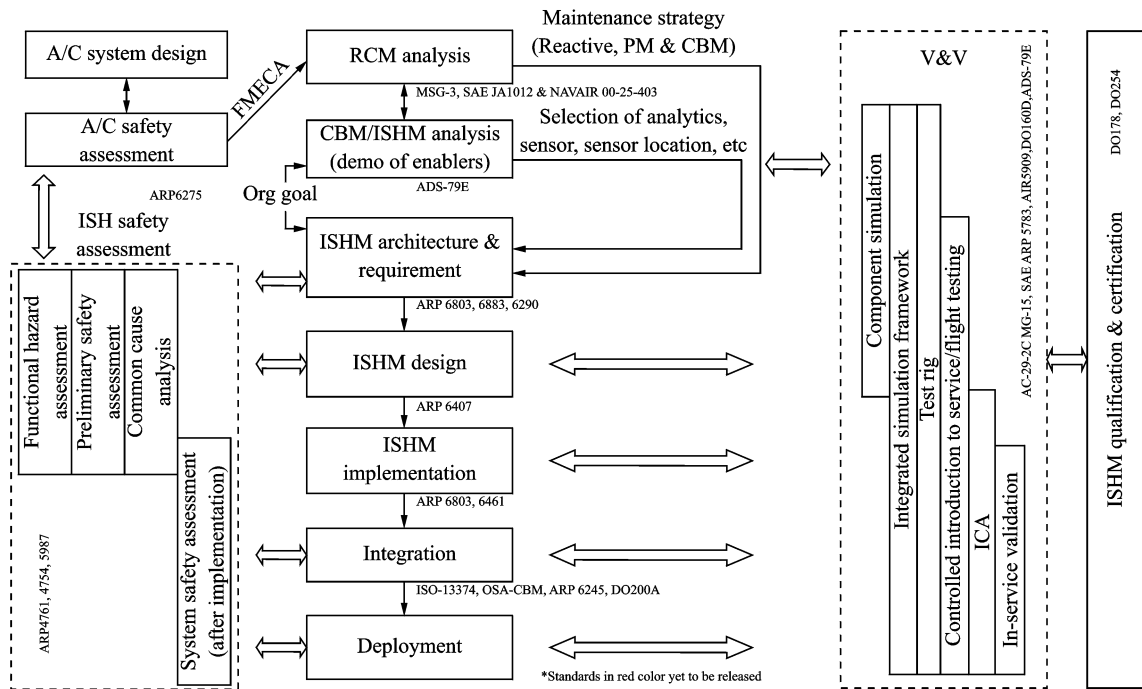 Maintenance strategy
(Reactive, PM & CBM)
A/C system design
FMECA
RCM analysis
MSG-3, SAE JA1012 & NAVAIR 00-25-403
A/C safety
assessment
CBM/ISHM analysis
(demo of enablers)
ADS-79E
Selection of analytics,
sensor, sensor location, etc
ARP6275
ISH safety
assessment
Org goal
ISHM architecture &
requirement
ARP 6803, 6883, 6290
ISHM design
ARP 6407
ISHM
implementation
ARP 6803, 6461
Integration
ISO-13374, OSA-CBM, ARP 6245, DO200A
Deployment
*Standards in red color yet to be released
Functional hazard
assessment
Preliminary safety
assessment
Common cause
analysis
System safety assessment
(after implementation)
ARP4761, 4754, 5987
V&V
Component simulation
Integrated simulation framework
Test rig
Controlled introduction to service/flight testing
ICA
In-service validation
AC-29-2C MG-15, SAE ARP 5783, AIR5909,DO160D,ADS-79E
ISHM qualification & certification
DO178, DO254